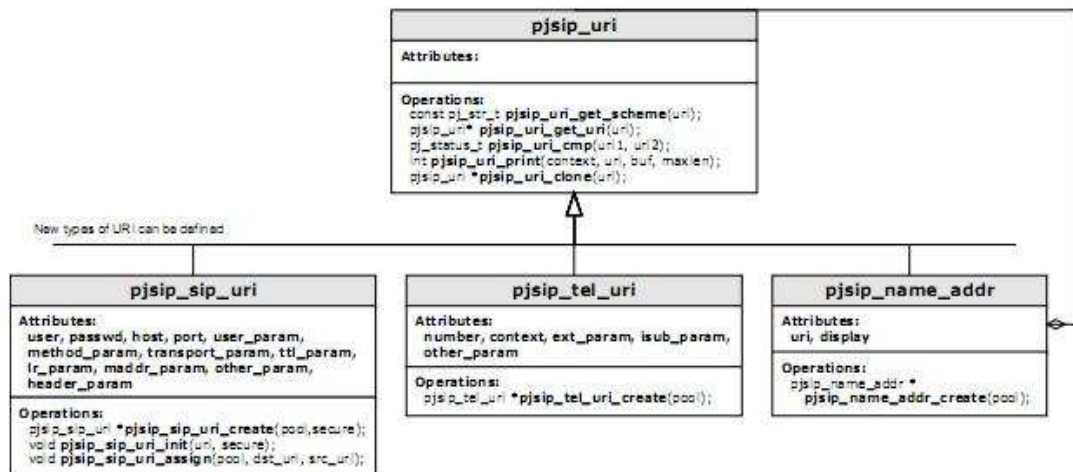 pjsip_uri
Attributes:
Operations:
const pj_str_t pjsip_uri_get_scheme(uri);
pjsip_uri* pjsip_uri_get_uri(uri);
pj_status_t pjsip_uri_cmp(uri1, uri2);
int pjsip_uri_print(context, uri, buf, maxlen);
pjsip_uri *pjsip_uri_clone(uri);
New types of URI can be defined
pjsip_sip_uri
Attributes:
user, passwd, host, port, user_param,
method_param, transport_param, ttl_param,
lr_param, maddr_param, other_param,
header_param
Operations:
pjsip_sip_uri *pjsip_sip_uri_create(pool,secure);
void pjsip_sip_uri_init(uri, secure);
void pjsip_sip_uri_assign(pool, dst_uri, src_uri);
pjsip_tel_uri
Attributes:
number, context, ext_param, isub_param,
other_param
Operations:
pjsip_tel_uri *pjsip_tel_uri_create(pool);
pjsip_name_addr
Attributes:
uri, display
Operations:
pjsip_name_addr *
pjsip_name_addr_create(pool);